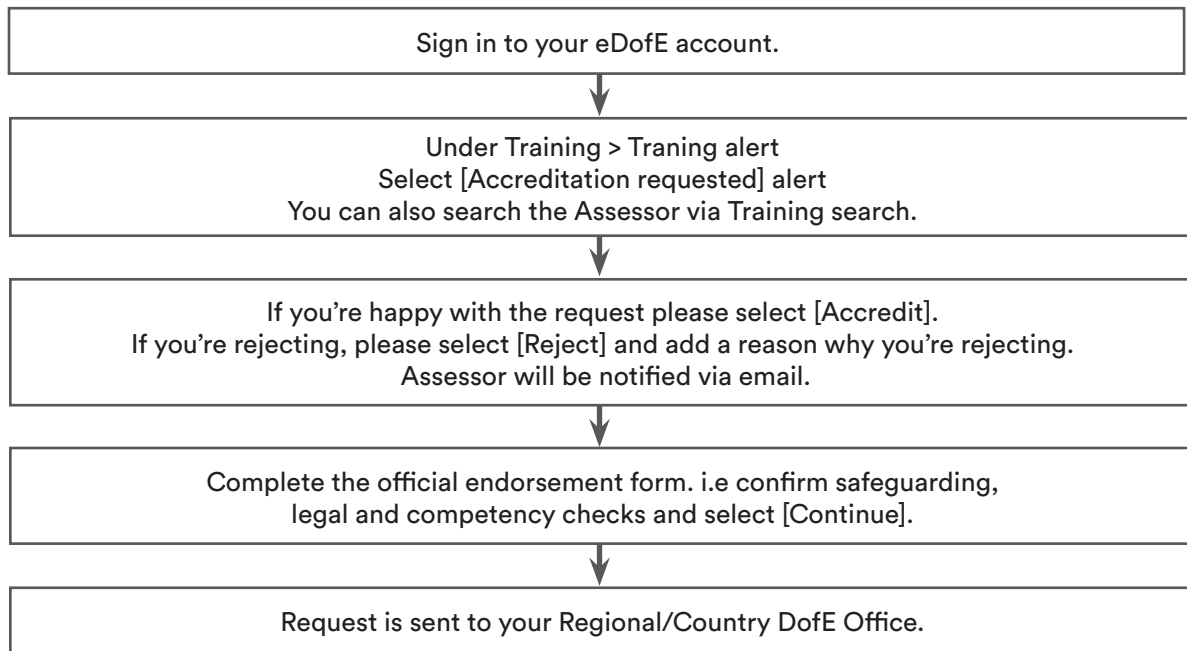 Sign in to your eDofE account.
Under Training > Traning alert
Select [Accreditation requested] alert
You can also search the Assessor via Training search.
If you’re happy with the request please select [Accredit].
If you’re rejecting, please select [Reject] and add a reason why you’re rejecting.
Assessor will be notified via email.
Complete the official endorsement form. i.e confirm safeguarding,
legal and competency checks and select [Continue].
Request is sent to your Regional/Country DofE Office.